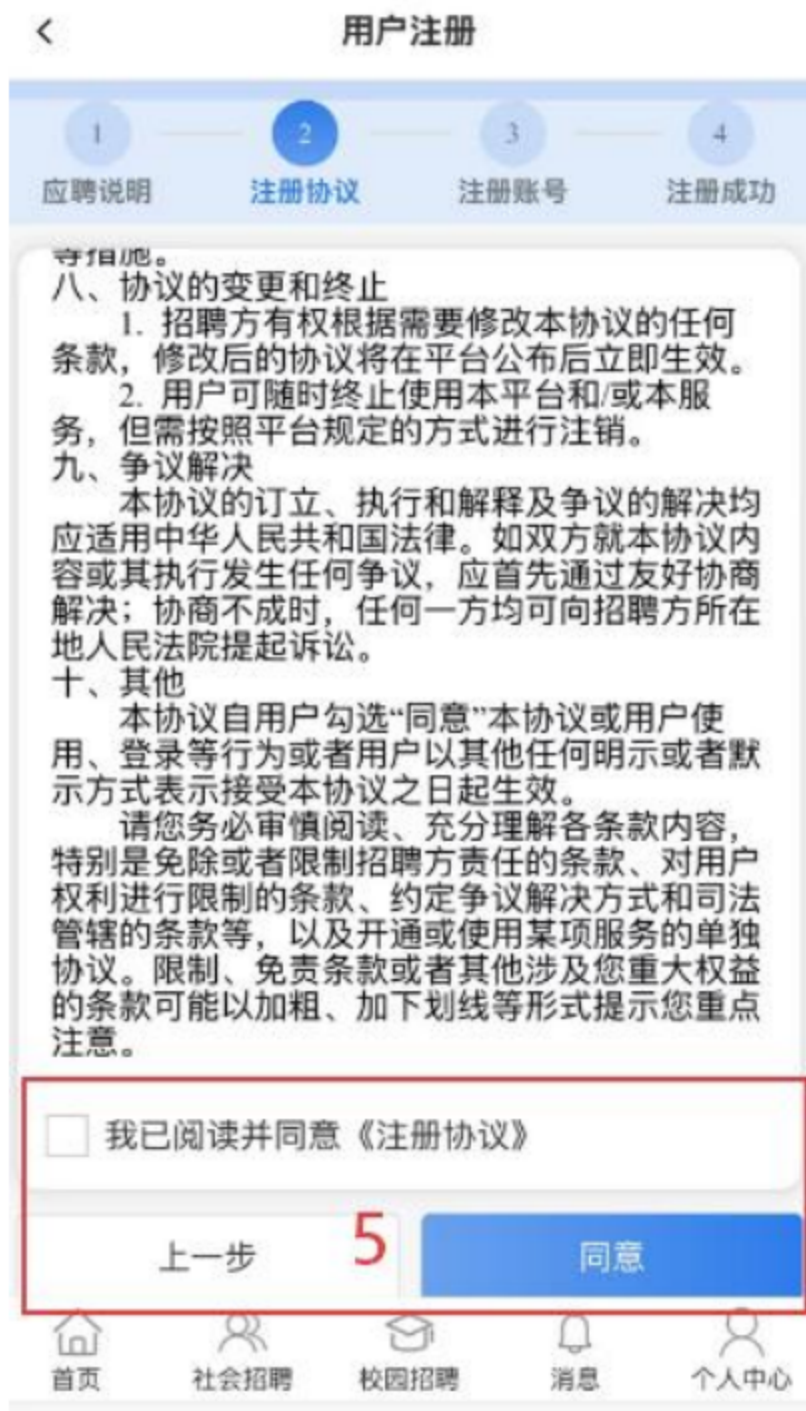 用户注册
1 2 3 4
应聘说明 注册协议 注册账号 注册成功
等措施。
八、协议的变更和终止
1. 招聘方有权根据需要修改本协议的任何
条款，修改后的协议将在平台公布后立即生效。
2. 用户可随时终止使用本平台和/或本服
务，但需按照平台规定的方式进行注销。
九、争议解决
本协议的订立、执行和解释及争议的解决均
应适用中华人民共和国法律。如双方就本协议内
容或其执行发生任何争议，应首先通过友好协商
解决；协商不成时，任何一方均可向招聘方所在
地人民法院提起诉讼。
十、其他
本协议自用户勾选“同意”本协议或用户使
用、登录等行为或者用户以其他任何明示或者默
示方式表示接受本协议之日起生效。
请您务必审慎阅读、充分理解各条款内容，
特别是免除或者限制招聘方责任的条款、对用户
权利进行限制的条款、约定争议解决方式和司法
管辖的条款等，以及开通或使用某项服务的单独
协议。限制、免责条款或者其他涉及您重大权益
的条款可能以加粗、加下划线等形式提示您重点
注意。
我已阅读并同意《注册协议》
上一步 5 同意
首页 社会招聘 校园招聘 消息 个人中心